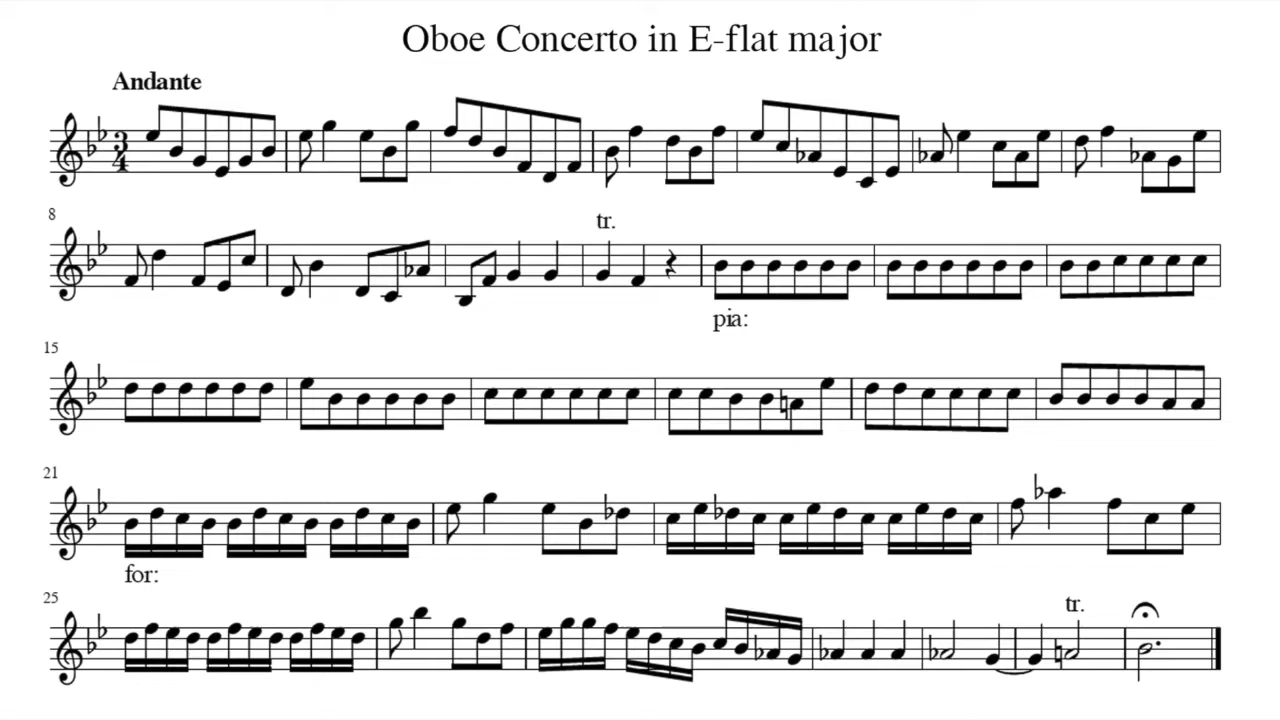 Oboe Concerto in E-flat major
Andante
3
4
8
tr.
pia:
15
21
for:
25
tr.